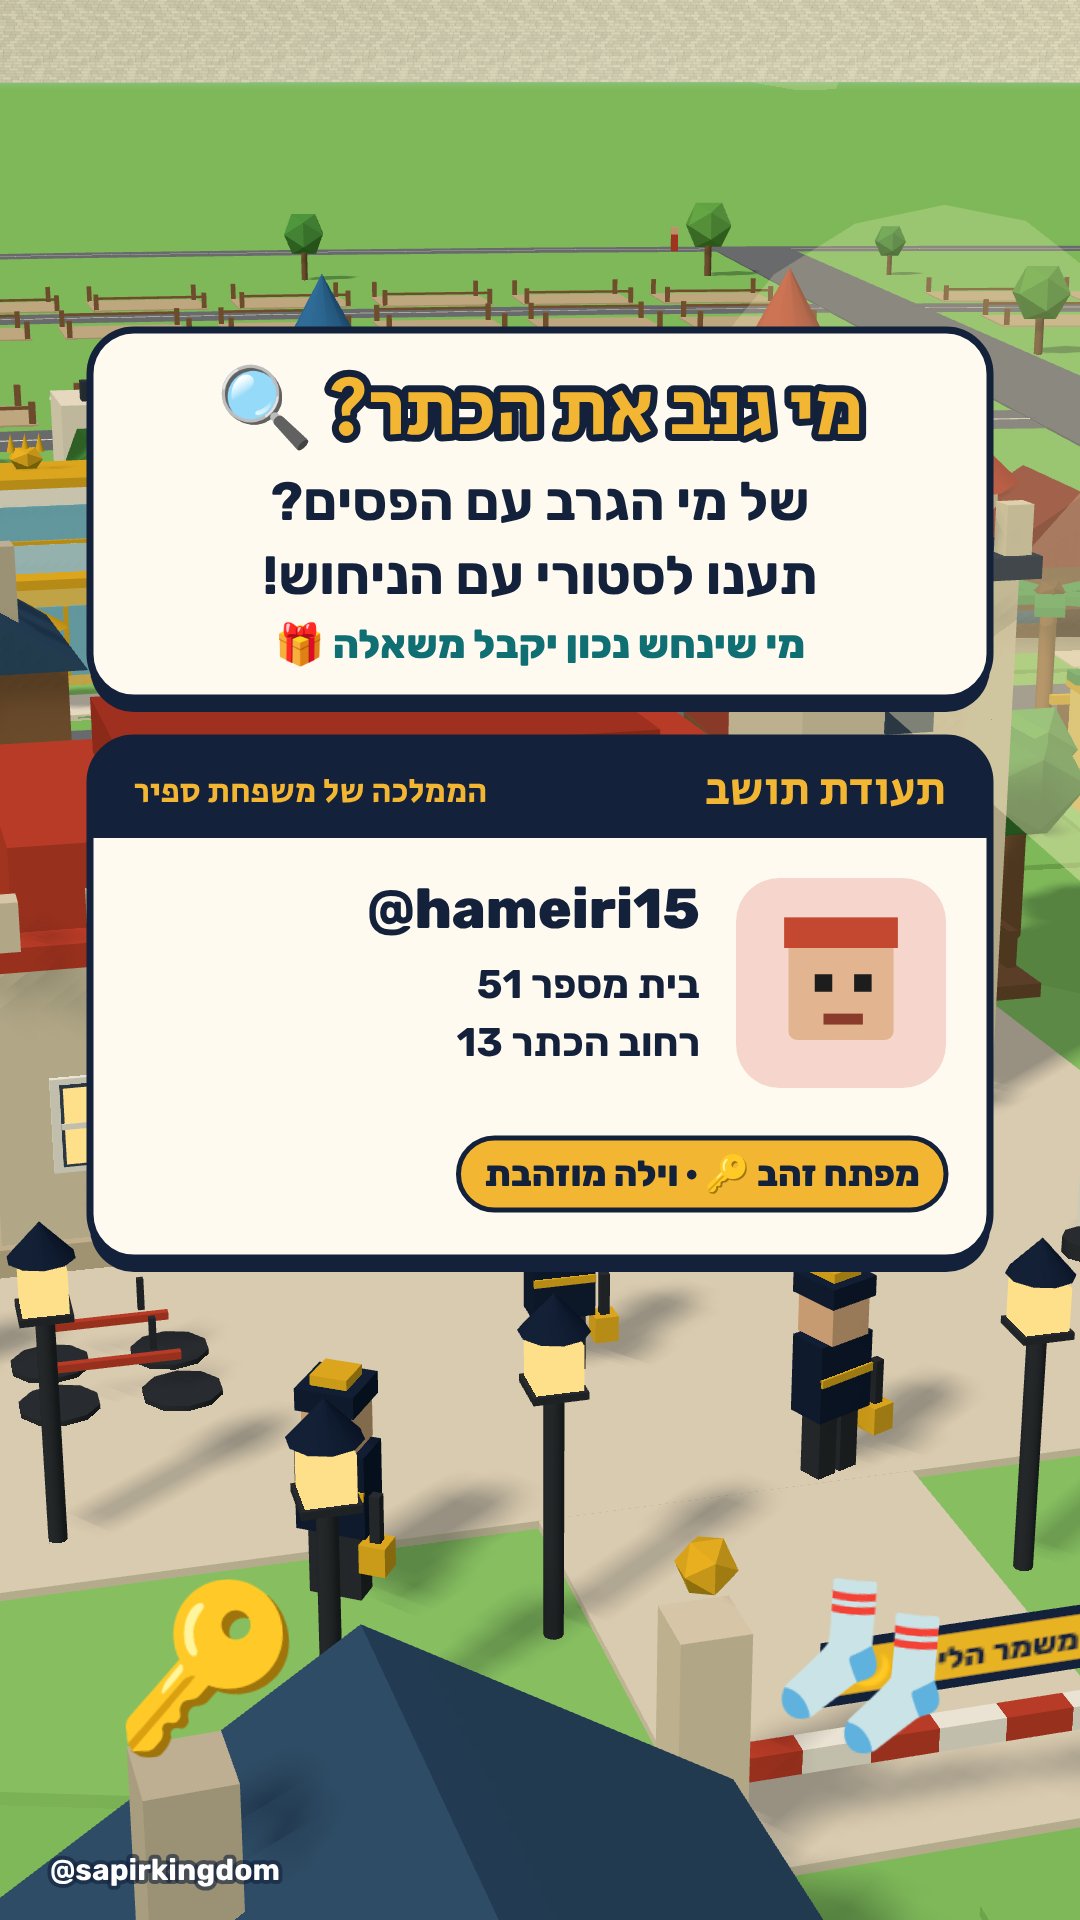 מי גנב את הכתר? 🔍
של מי הגרב עם הפסים?
תענו לסטורי עם הניחוש!
מי שינחש נכון יקבל משאלה 🎁
תעודת תושב
הממלכה של משפחת ספיר
@hameiri15
בית מספר 51
רחוב הכתר 13
מפתח זהב 🔑 • וילה מוזהבת
משמר הלי
@sapirkingdom